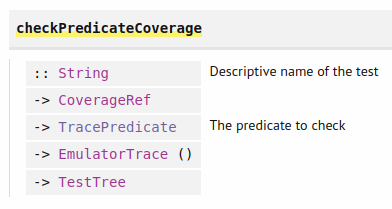 checkPredicateCoverage
:: String Descriptive name of the test
-> CoverageRef
-> TracePredicate The predicate to check
-> EmulatorTrace ()
-> TestTree